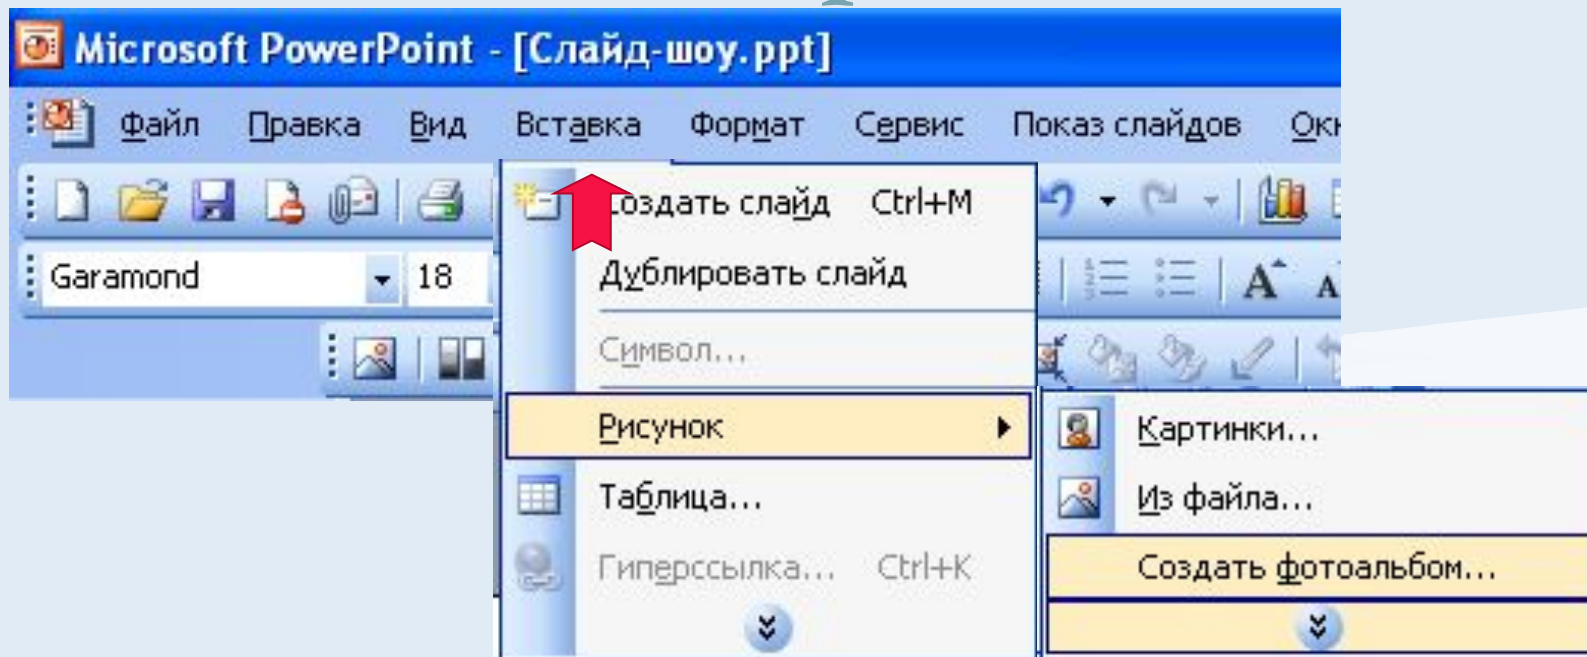 Microsoft PowerPoint - [Слайд-шоу.ppt]
Файл Правка Вид Вставка Формат Сервис Показ слайдов
Создать слайд Ctrl+M
Garamond 18
Дублировать слайд
Символ...
Рисунок
Картинки...
Таблица...
Из файла...
Гиперссылка... Ctrl+K
Создать фотоальбом...